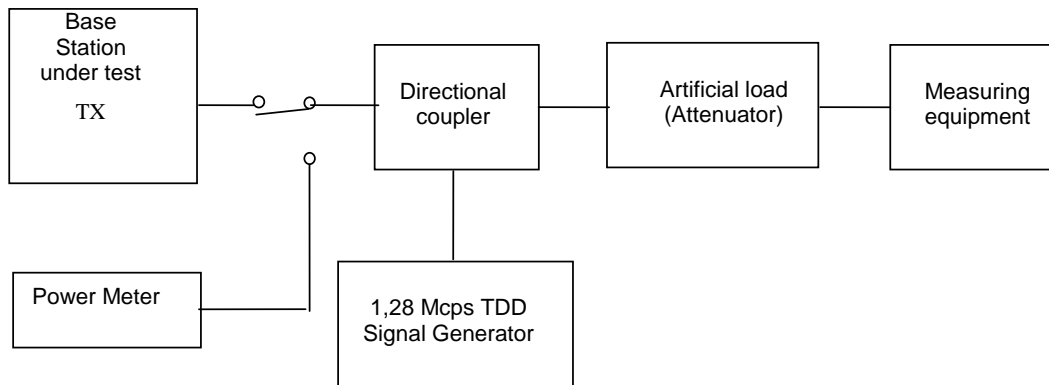 Base
Station
under test
TX
Directional
coupler
Artificial load
(Attenuator)
Measuring
equipment
Power Meter
1,28 Mcps TDD
Signal Generator